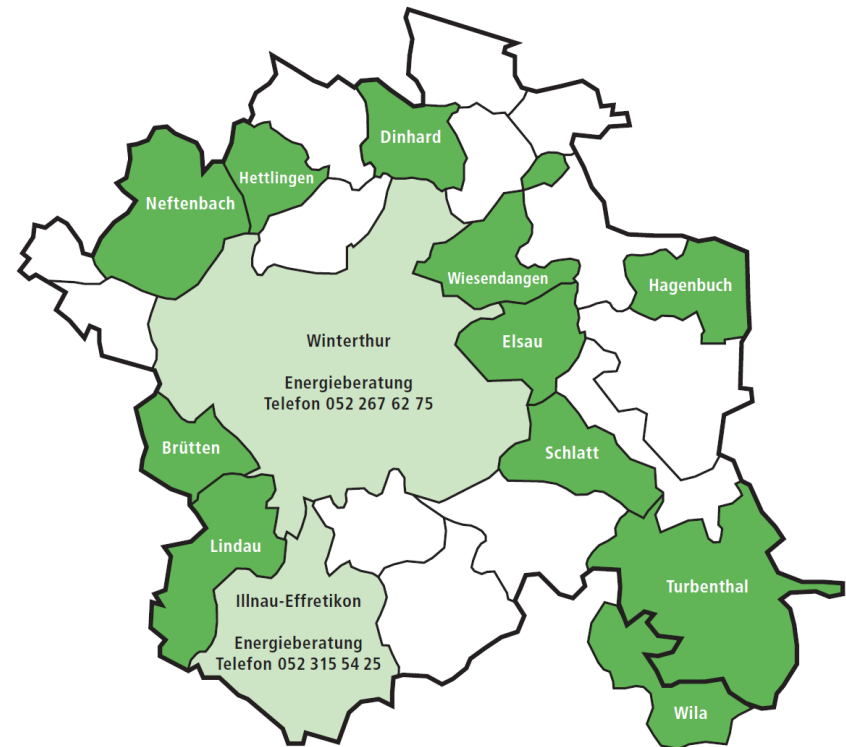 Dinhard
Hettlingen
Neftenbach
Wiesendangen
Hagenbuch
Winterthur
Elsau
Energieberatung
Telefon 052 267 62 75
Brütten
Schlatt
Lindau
Turbenthal
Illnau-Effretikon
Energieberatung
Telefon 052 315 54 25
Wila